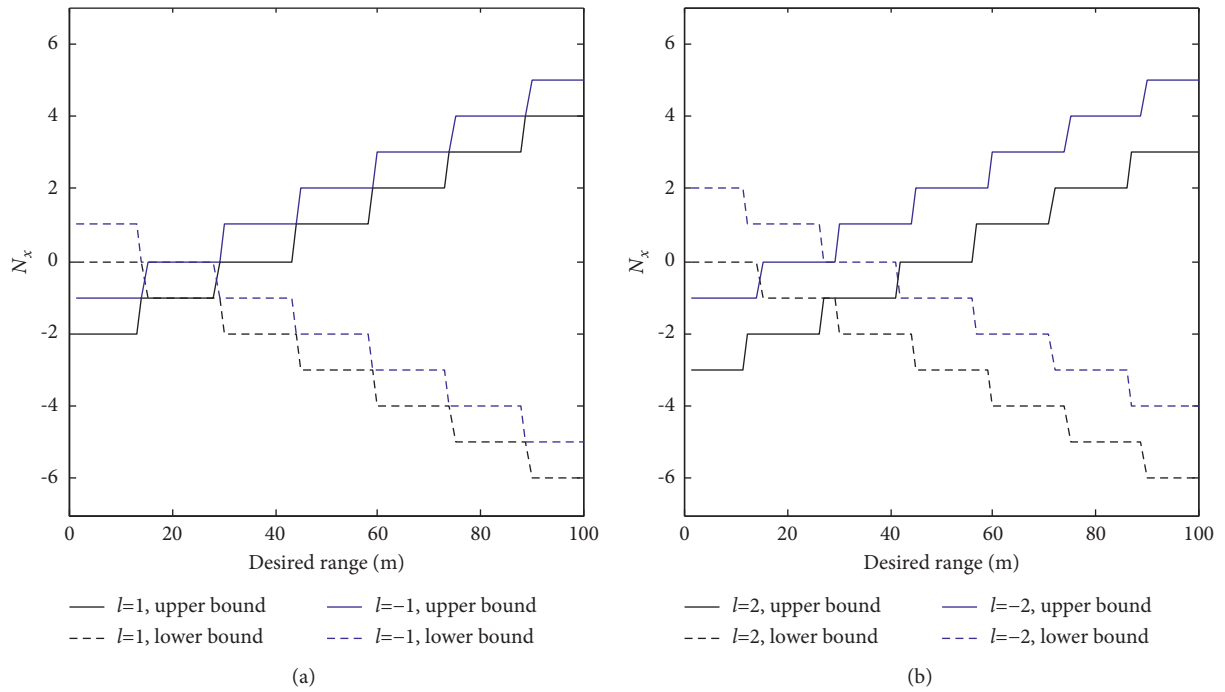 6
4
2
0
-2
-4
-6
N_x
0
20
40
60
80
100
Desired range (m)
l=1, upper bound
l=−1, upper bound
l=1, lower bound
l=−1, lower bound
(a)
6
4
2
0
-2
-4
-6
N_x
0
20
40
60
80
100
Desired range (m)
l=2, upper bound
l=−2, upper bound
l=2, lower bound
l=−2, lower bound
(b)